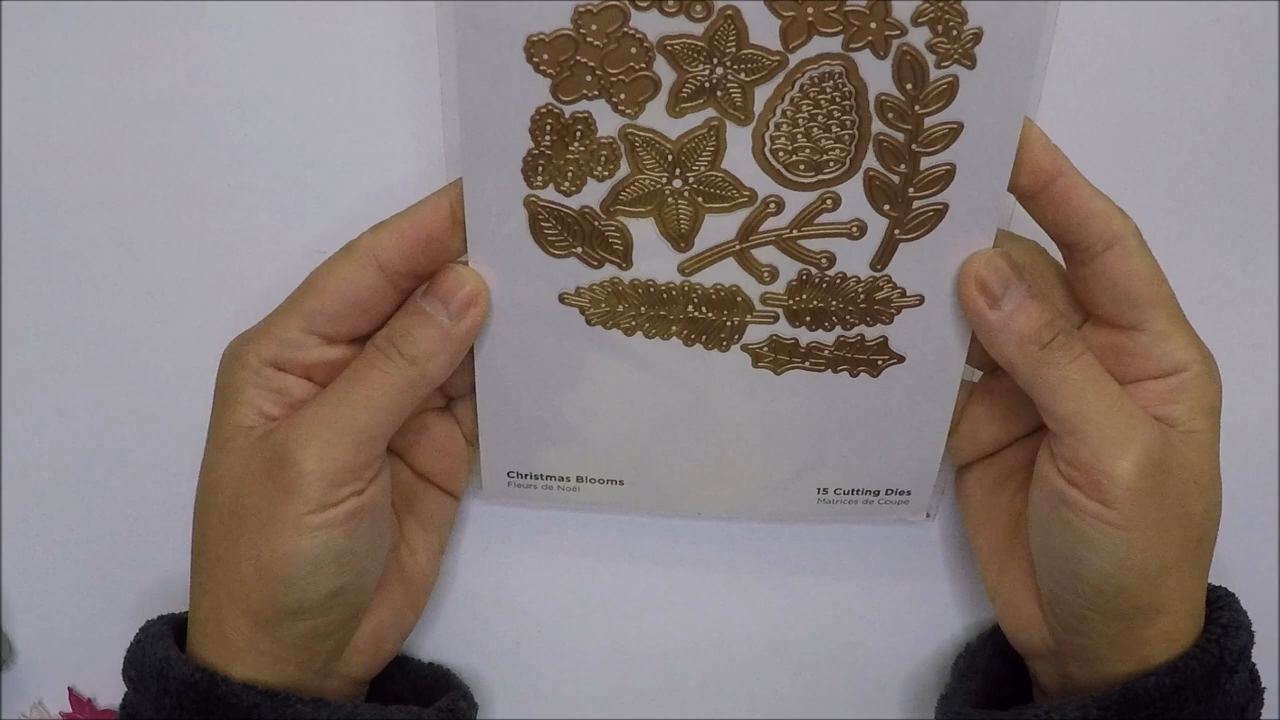 Christmas Blooms
Fleurs de Noël
15 Cutting Dies
Matrices de Coupe